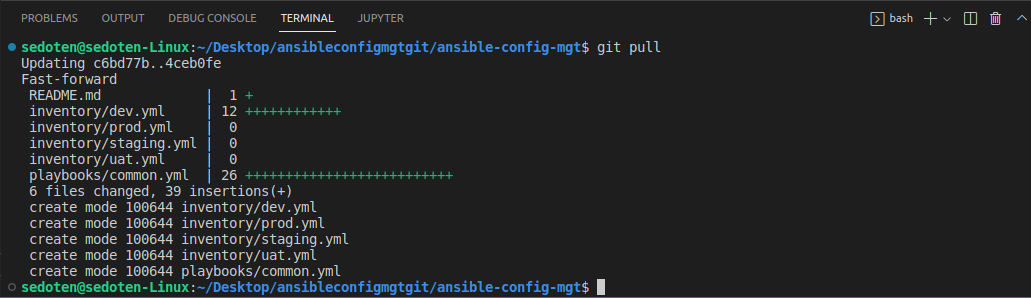 PROBLEMS OUTPUT DEBUG CONSOLE TERMINAL JUPYTER bash
sedoten@sedoten-Linux:~/Desktop/ansibleconfigmgtgit/ansible-config-mgt$ git pull
Updating c6bd77b..4ceb0fe
Fast-forward
 README.md             |  1 +
 inventory/dev.yml     | 12 ++++++++++++
 inventory/prod.yml    |  0
 inventory/staging.yml |  0
 inventory/uat.yml     |  0
 playbooks/common.yml  | 26 ++++++++++++++++++++++++++
 6 files changed, 39 insertions(+)
 create mode 100644 inventory/dev.yml
 create mode 100644 inventory/prod.yml
 create mode 100644 inventory/staging.yml
 create mode 100644 inventory/uat.yml
 create mode 100644 playbooks/common.yml
sedoten@sedoten-Linux:~/Desktop/ansibleconfigmgtgit/ansible-config-mgt$